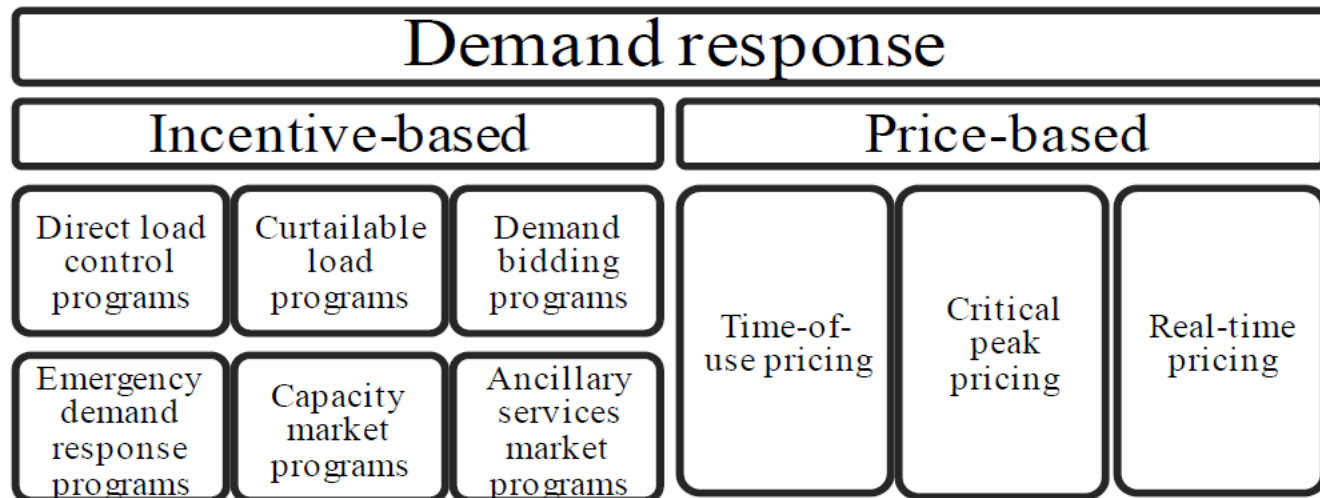 Demand response
Incentive-based
Price-based
Direct load
control
programs
Curtailable
load
programs
Demand
bidding
programs
Emergency
demand
response
programs
Capacity
market
programs
Ancillary
services
market
programs
Time-of-
use pricing
Critical
peak
pricing
Real-time
pricing